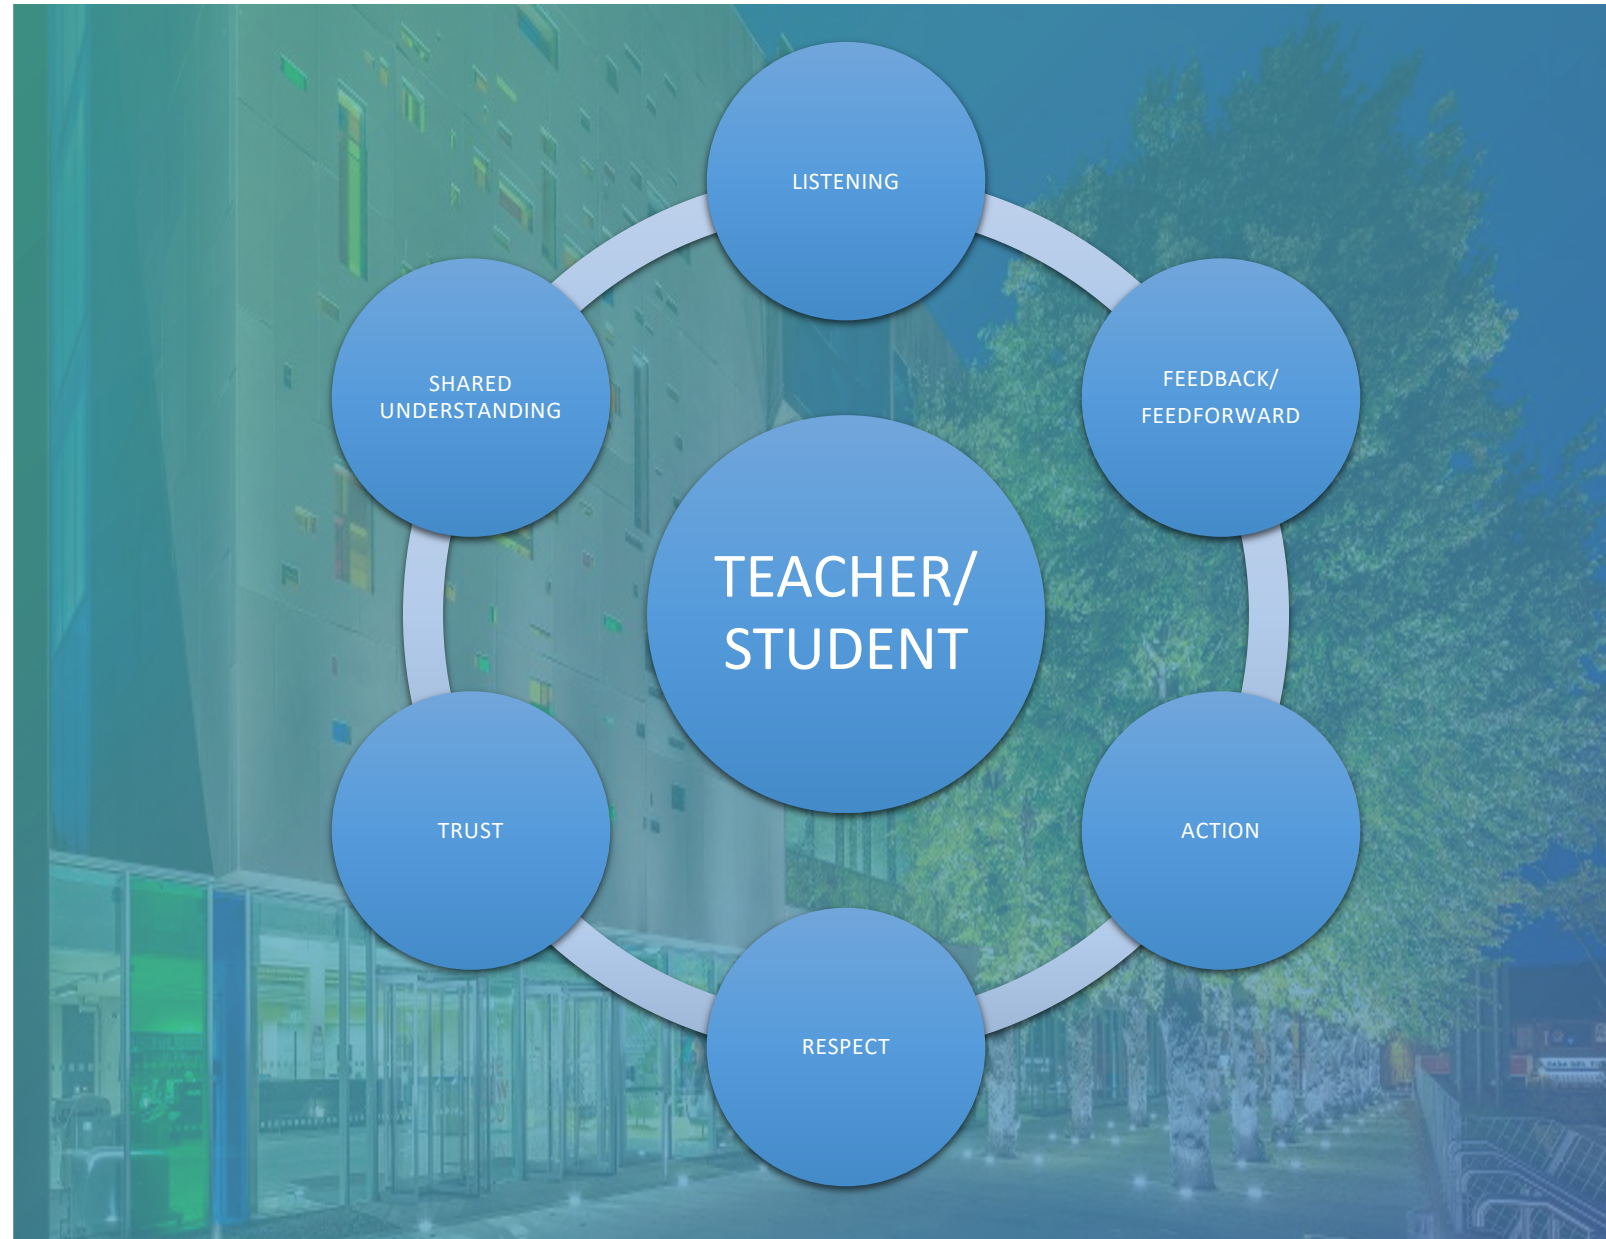 LISTENING
FEEDBACK/
FEEDFORWARD
ACTION
RESPECT
TRUST
SHARED
UNDERSTANDING
TEACHER/
STUDENT